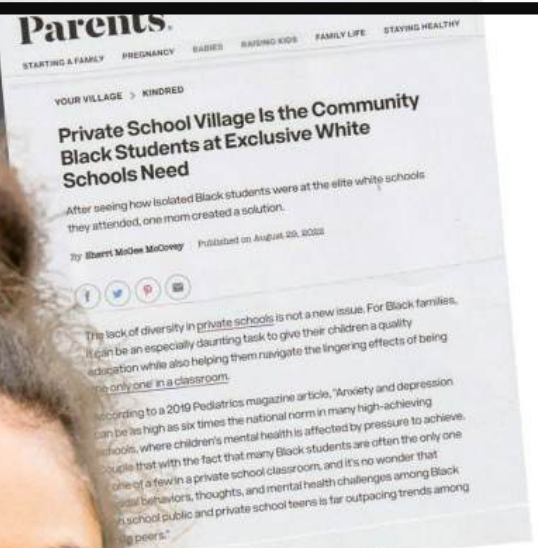 Parents.
STARTING A FAMILY PREGNANCY BABIES RAISING KIDS FAMILY LIFE STAYING HEALTHY
YOUR VILLAGE > KINDRED
Private School Village Is the Community
Black Students at Exclusive White
Schools Need
After seeing how isolated Black students were at the elite white schools
they attended, one mom created a solution.
By Sherri McGee McCovey Published on August 29, 2022
The lack of diversity in private schools is not a new issue. For Black families,
it can be an especially daunting task to give their children a quality
education while also helping them navigate the lingering effects of being
only one' in a classroom.
According to a 2019 Pediatrics magazine article, "Anxiety and depression
can be as high as six times the national norm in many high-achieving
schools, where children's mental health is affected by pressure to achieve.
Couple that with the fact that many Black students are often the only one
one of a few in a private school classroom, and it's no wonder that
behaviors, thoughts, and mental health challenges among Black
school public and private school teens is far outpacing trends among
peers."